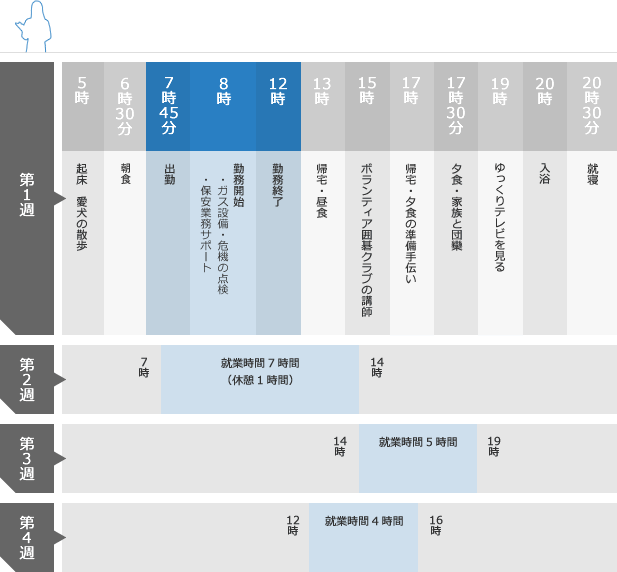 第1週
5時
起床　愛犬の散歩
6時30分
朝食
7時45分
出勤
8時
勤務開始
・ガス設備・危機の点検
・保安業務サポート
12時
勤務終了
13時
帰宅・昼食
15時
ボランティア囲碁クラブの講師
17時
帰宅・夕食の準備手伝い
17時30分
夕食・家族と団欒
19時
ゆっくりテレビを見る
20時
入浴
20時30分
就寝
第2週
7時
就業時間7時間
（休憩1時間）
14時
第3週
14時
就業時間5時間
19時
第4週
12時
就業時間4時間
16時